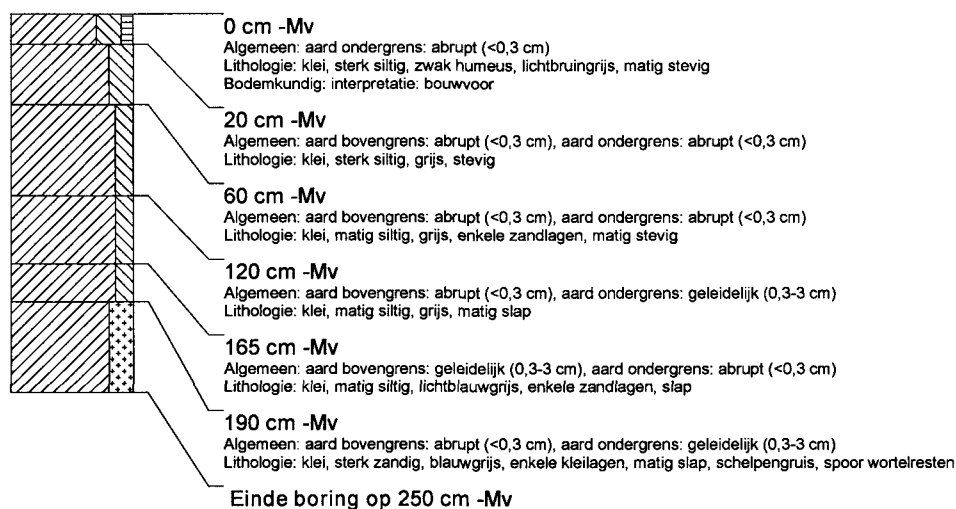 0 cm -Mv
Algemeen: aard ondergrens: abrupt (<0,3 cm)
Lithologie: klei, sterk siltig, zwak humeus, lichtbruingrijs, matig stevig
Bodemkundig: interpretatie: bouwvoor
20 cm -Mv
Algemeen: aard bovengrens: abrupt (<0,3 cm), aard ondergrens: abrupt (<0,3 cm)
Lithologie: klei, sterk siltig, grijs, stevig
60 cm -Mv
Algemeen: aard bovengrens: abrupt (<0,3 cm), aard ondergrens: abrupt (<0,3 cm)
Lithologie: klei, matig siltig, grijs, enkele zandlagen, matig stevig
120 cm -Mv
Algemeen: aard bovengrens: abrupt (<0,3 cm), aard ondergrens: geleidelijk (0,3-3 cm)
Lithologie: klei, matig siltig, grijs, matig slap
165 cm -Mv
Algemeen: aard bovengrens: geleidelijk (0,3-3 cm), aard ondergrens: abrupt (<0,3 cm)
Lithologie: klei, matig siltig, lichtblauwgrijs, enkele zandlagen, slap
190 cm -Mv
Algemeen: aard bovengrens: abrupt (<0,3 cm), aard ondergrens: geleidelijk (0,3-3 cm)
Lithologie: klei, sterk zandig, blauwgrijs, enkele kleilagen, matig slap, schelpengruis, spoor wortelresten
Einde boring op 250 cm -Mv